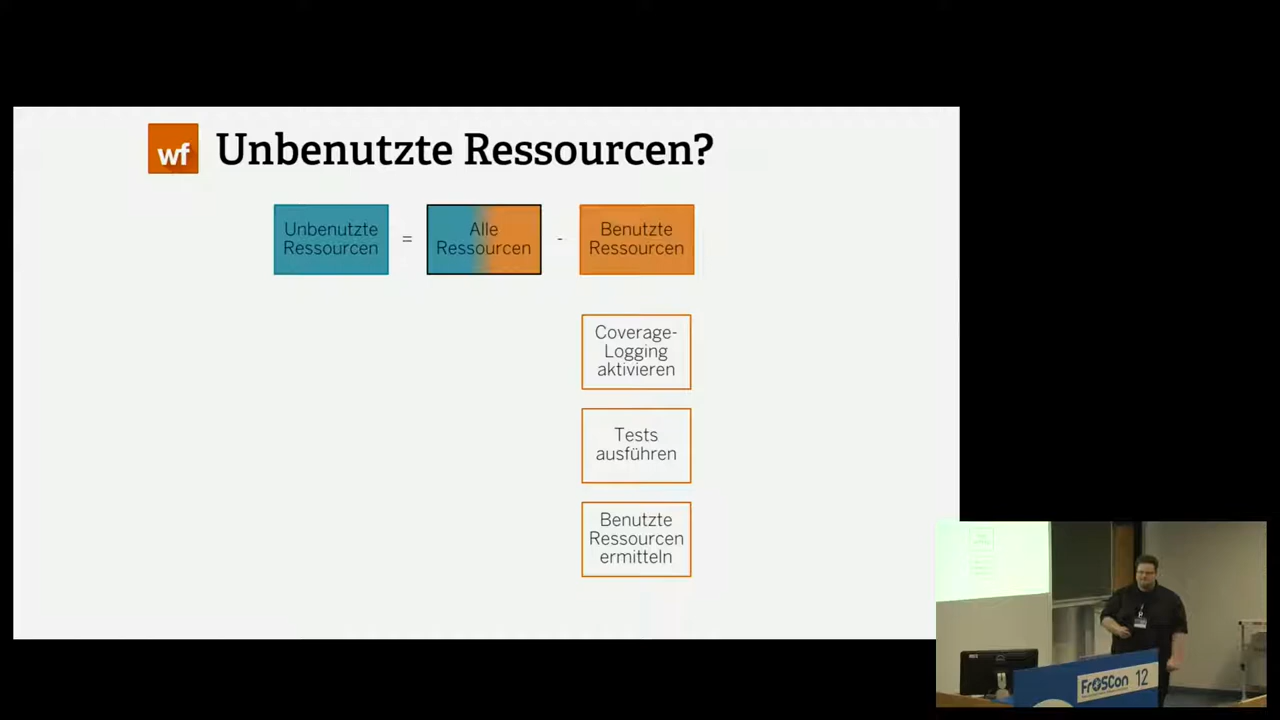 wf Unbenutzte Ressourcen?
Unbenutzte
Ressourcen
=
Alle
Ressourcen
-
Benutzte
Ressourcen
Coverage-
Logging
aktivieren
Tests
ausführen
Benutzte
Ressourcen
ermitteln
FrOSCon 12